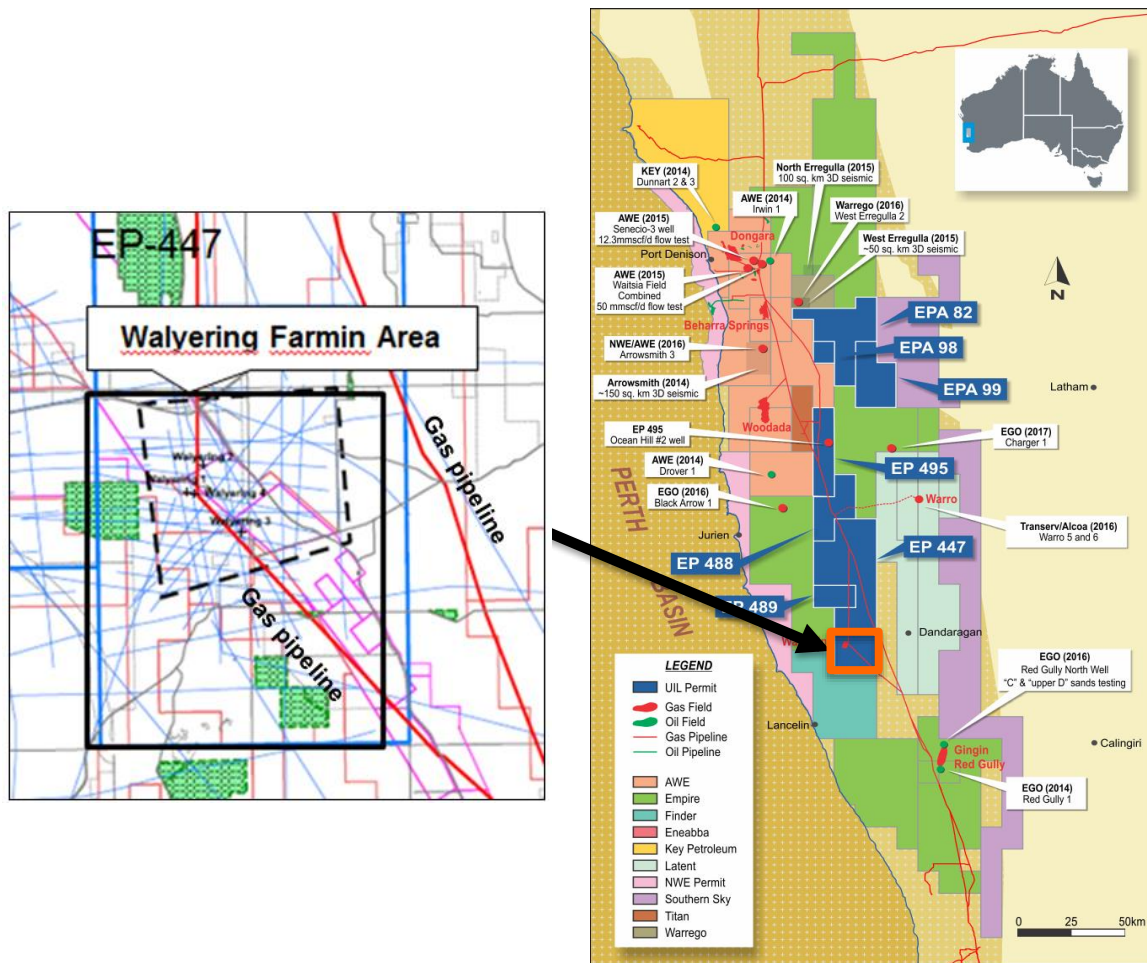 EP-447
Walyering Farmin Area
Walyering 2
Walyering 4
Walyering 3
Gas pipeline
Gas pipeline
KEY (2014)
Dunnart 2 & 3
North Erregulla (2015)
100 sq. km 3D seismic
AWE (2014)
Irwin 1
Warrego (2016)
West Erregulla 2
AWE (2015)
Senecio-3 well
12.3mmscf/d flow test
Dongara
West Erregulla (2015)
~50 sq. km 3D seismic
Port Denison
AWE (2015)
Waitsia Field
Combined
50 mmscf/d flow test
N
EPA 82
Beharra Springs
EPA 98
NWE/AWE (2016)
Arrowsmith 3
EPA 99
Latham
Arrowsmith (2014)
~150 sq. km 3D seismic
Woodada
EP 495
Ocean Hill #2 well
EGO (2017)
Charger 1
AWE (2014)
Drover 1
EP 495
PERTH
Warro
EGO (2016)
Black Arrow 1
Transerv/Alcoa (2016)
Warro 5 and 6
Jurien
EP 488
EP 447
EP 489
BASIN
Dandaragan
EGO (2016)
Red Gully North Well
"C" & "upper D" sands testing
LEGEND
UIL Permit
Gas Field
Oil Field
Gas Pipeline
Oil Pipeline
Lancelin
Calingiri
Gingin
Red Gully
EGO (2014)
Red Gully 1
AWE
Empire
Finder
Eneabba
Key Petroleum
Latent
NWE Permit
Southern Sky
Titan
Warrego
0 25 50km